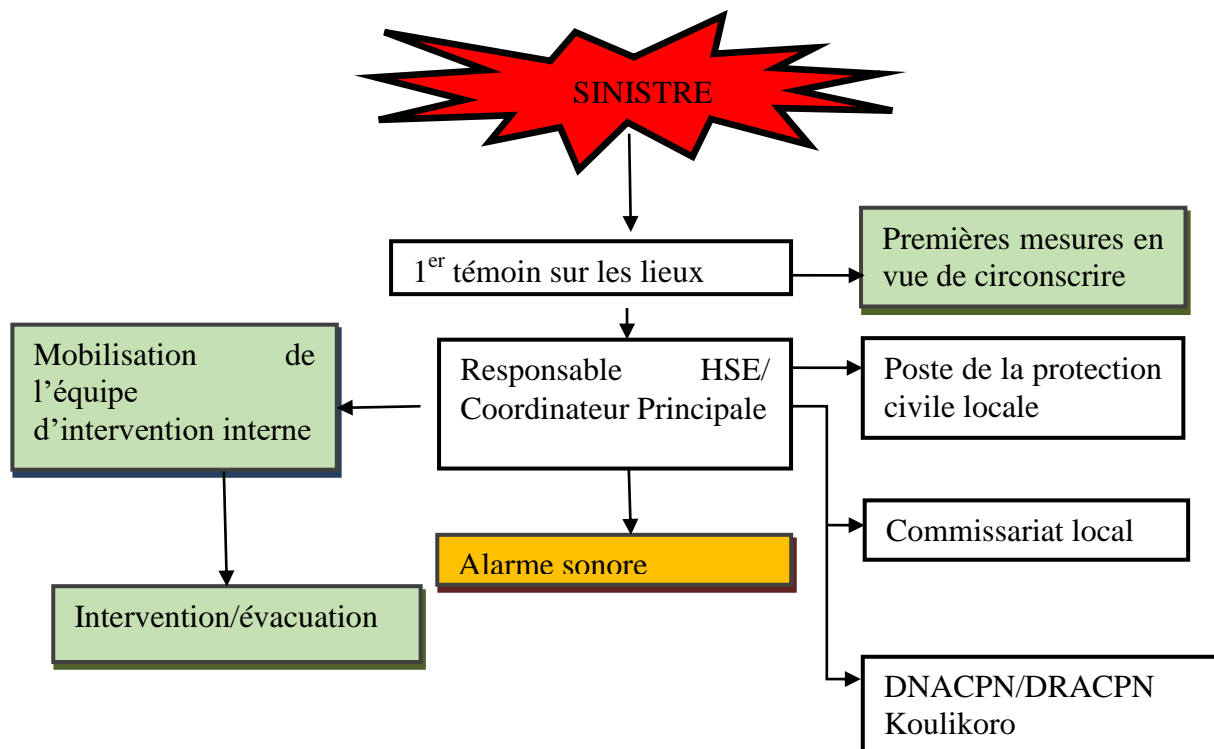 SINISTRE
1er témoin sur les lieux
Premières mesures en
vue de circonscrire
Mobilisation de
l’équipe
d’intervention interne
Responsable HSE/
Coordinateur Principale
Poste de la protection
civile locale
Commissariat local
Alarme sonore
Intervention/évacuation
DNACPN/DRACPN
Koulikoro